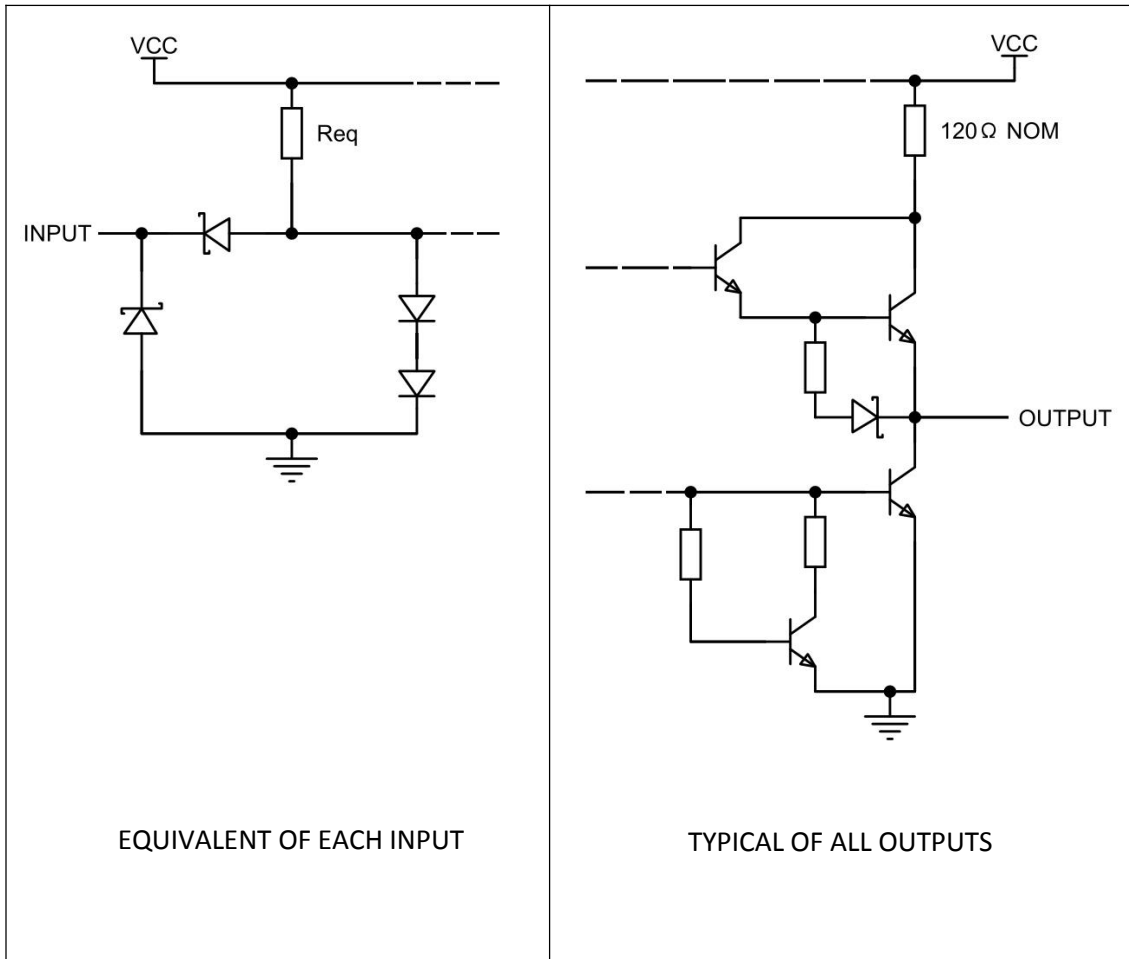 VCC
Req
INPUT
EQUIVALENT OF EACH INPUT
VCC
120Ω NOM
OUTPUT
TYPICAL OF ALL OUTPUTS